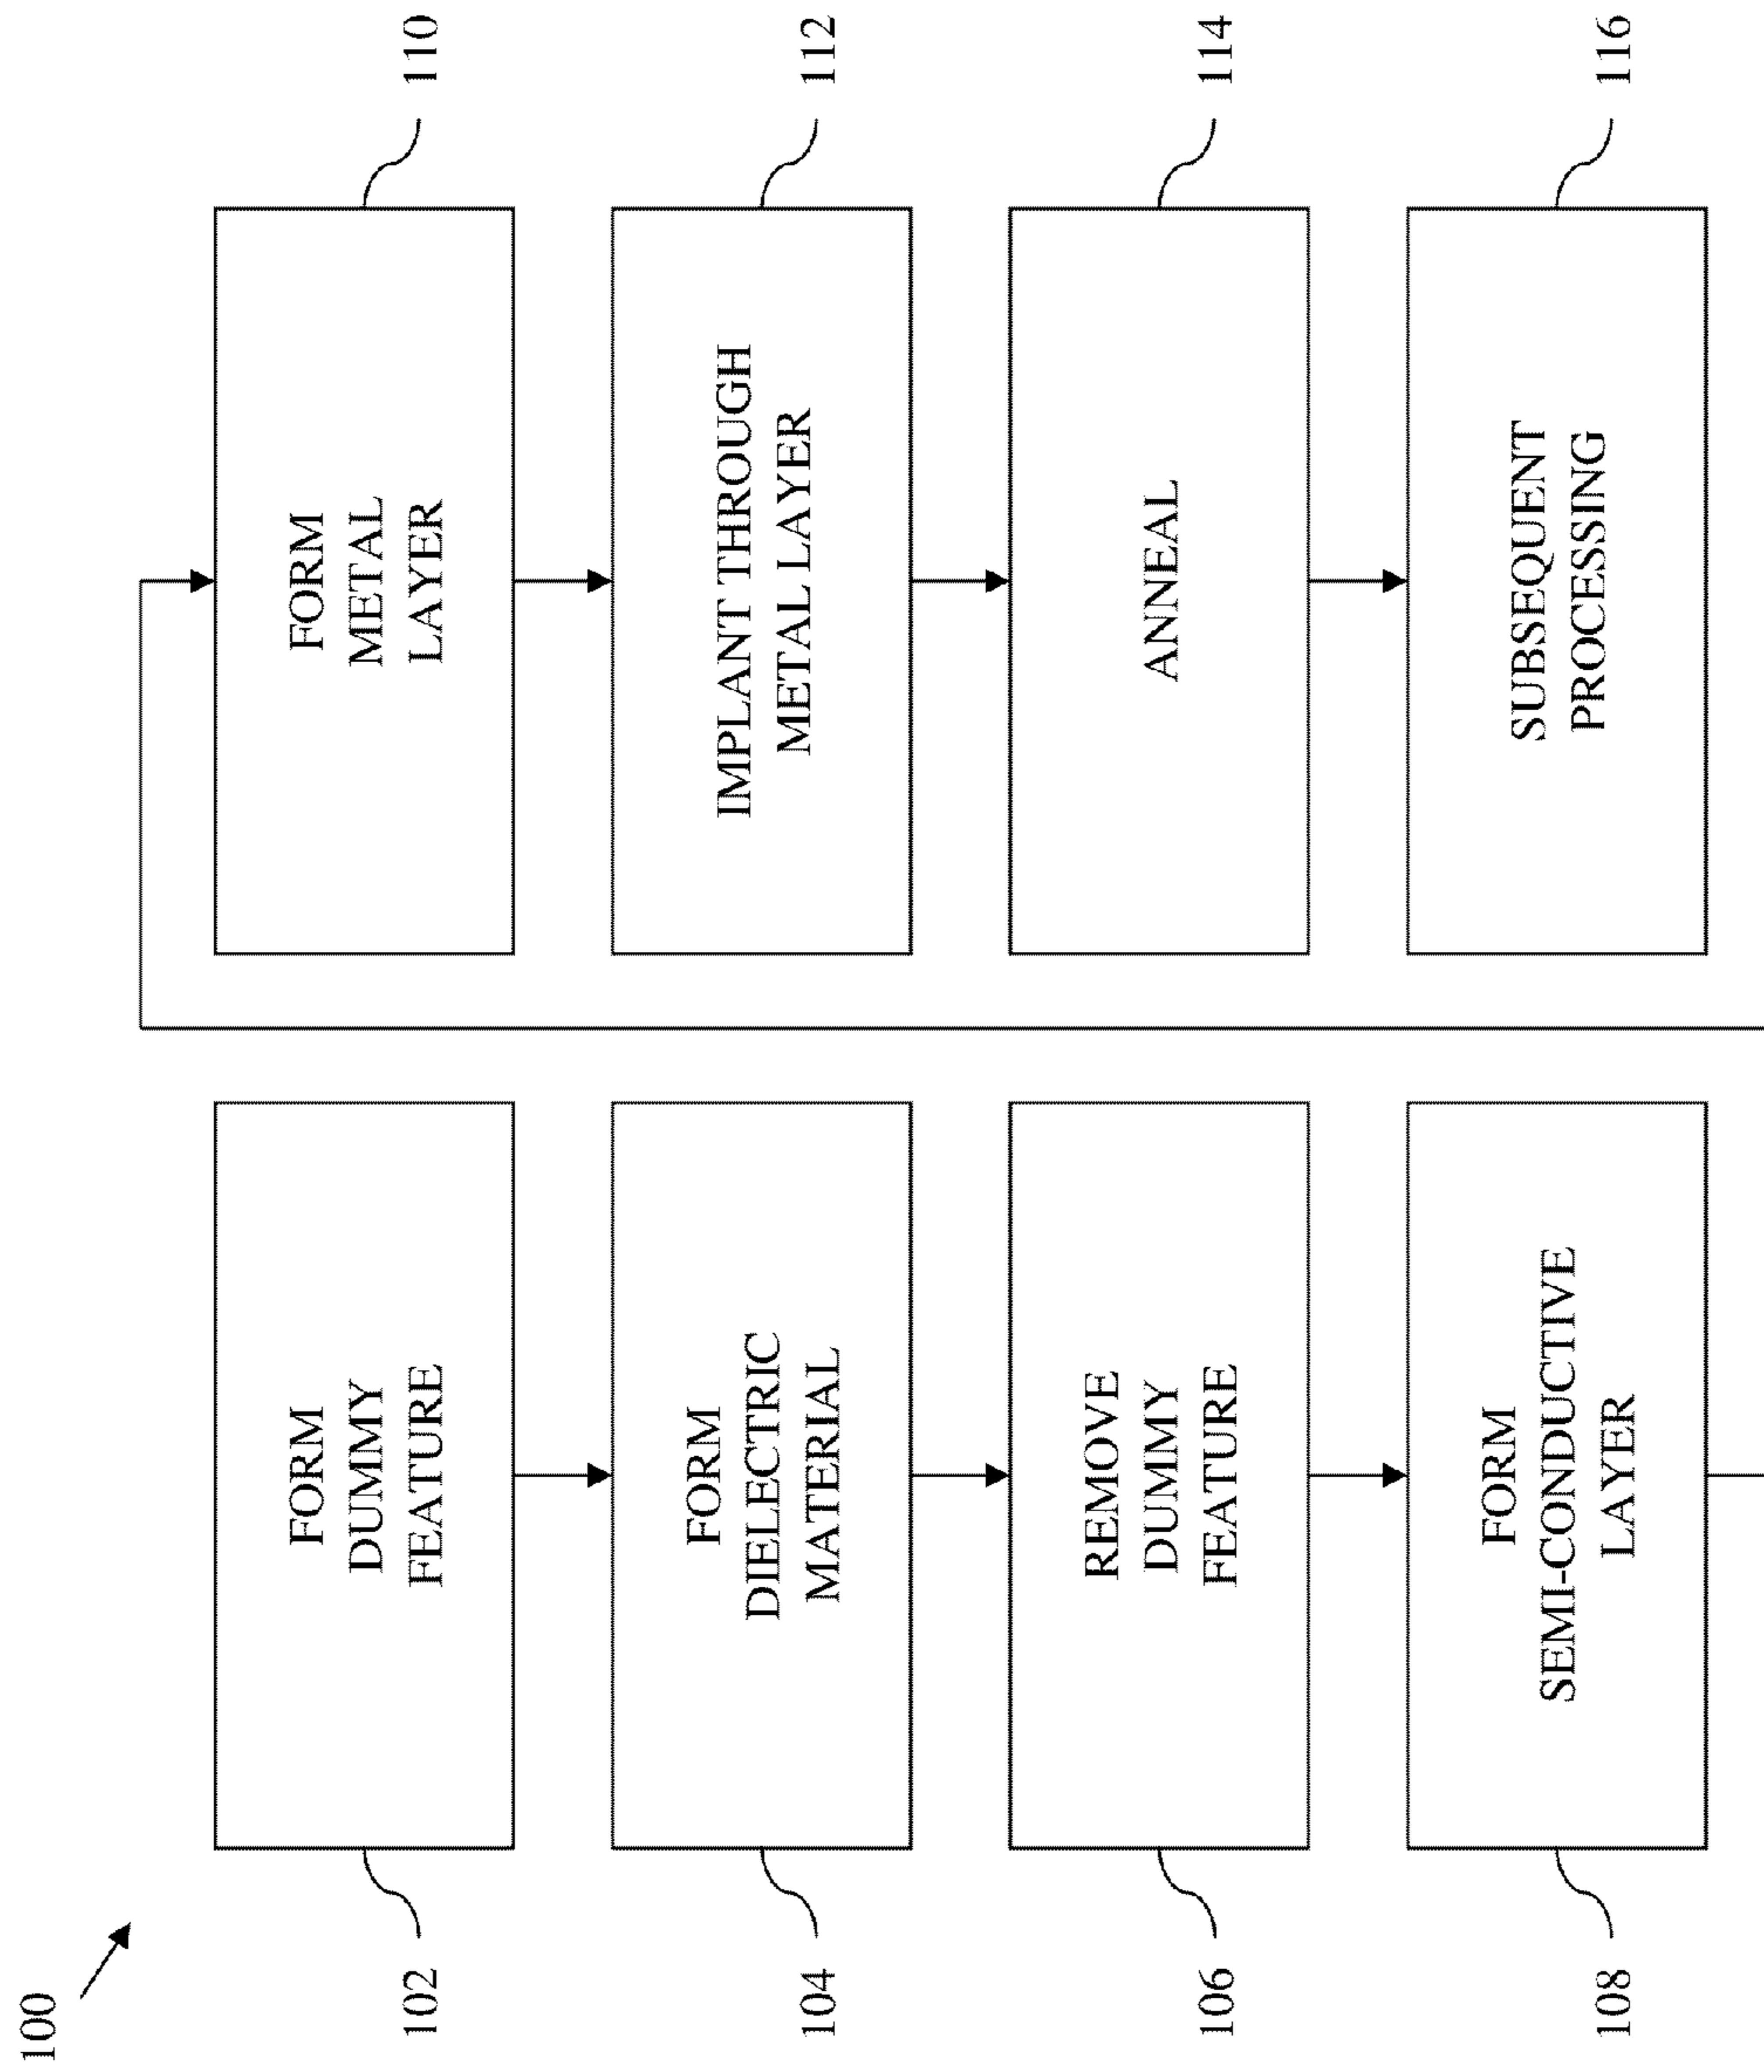 100
102
FORM
DUMMY
FEATURE
104
FORM
DIELECTRIC
MATERIAL
106
REMOVE
DUMMY
FEATURE
108
FORM
SEMI-CONDUCTIVE
LAYER
FORM
METAL
LAYER
110
IMPLANT THROUGH
METAL LAYER
112
ANNEAL
114
SUBSEQUENT
PROCESSING
116